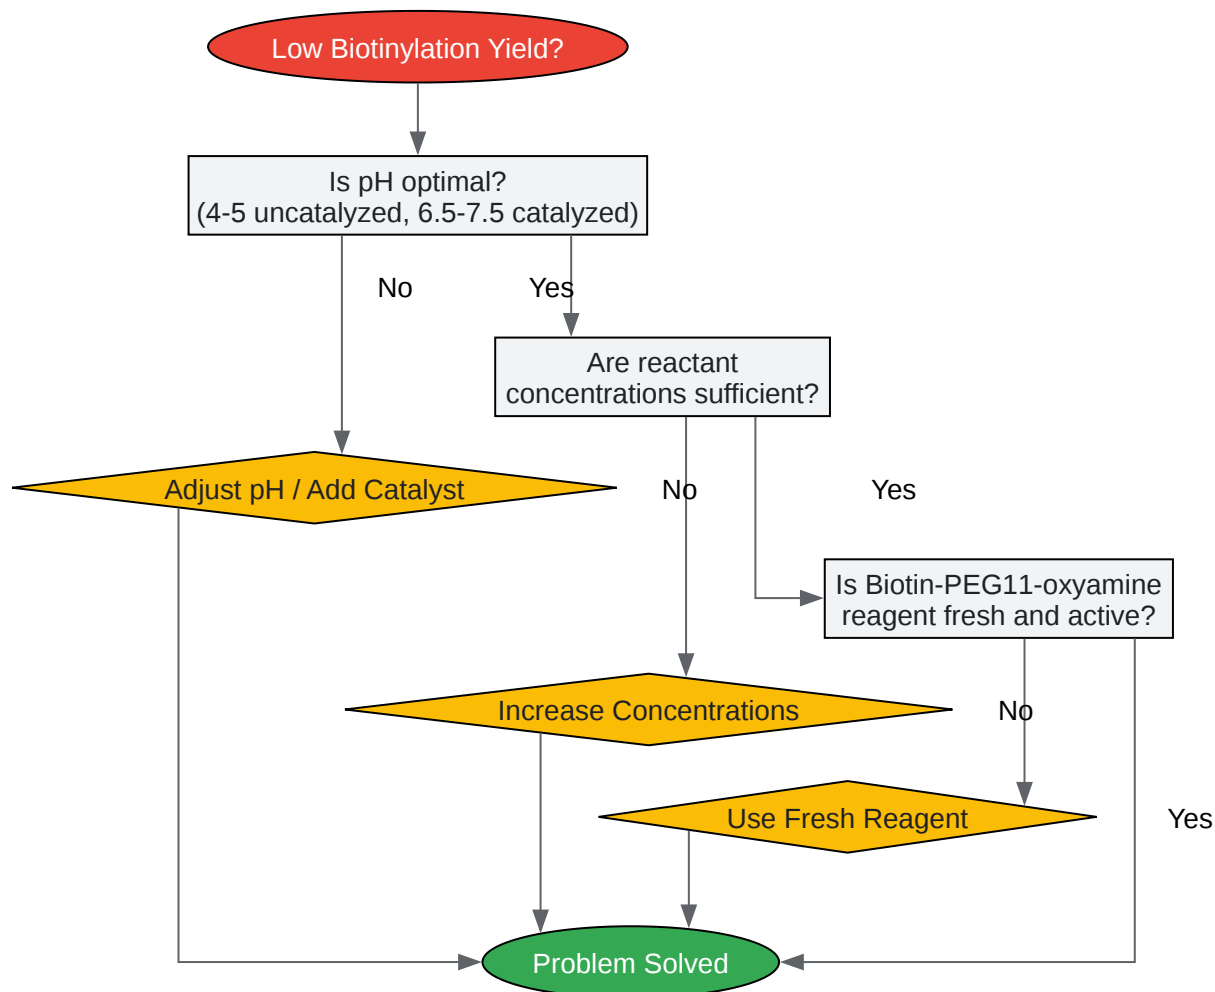 Low Biotinylation Yield?
Is pH optimal?
(4-5 uncatalyzed, 6.5-7.5 catalyzed)
No
Yes
Are reactant
concentrations sufficient?
Adjust pH / Add Catalyst
No
Yes
Is Biotin-PEG11-oxyamine
reagent fresh and active?
Increase Concentrations
No
Use Fresh Reagent
Yes
Problem Solved